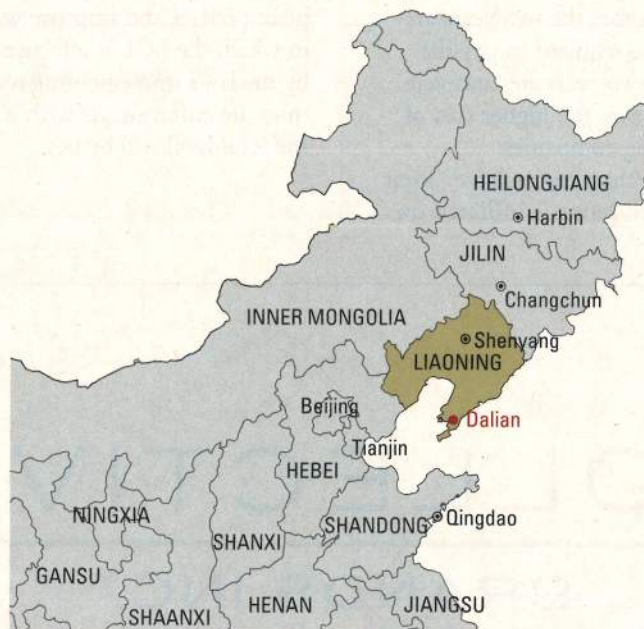 HEILONGJIANG
Harbin
JILIN
Changchun
INNER MONGOLIA
Shenyang
LIAONING
Beijing
Dalian
Tianjin
HEBEI
NINGXIA
SHANDONG
Qingdao
SHANXI
GANSU
SHAANXI
HENAN
JIANGSU